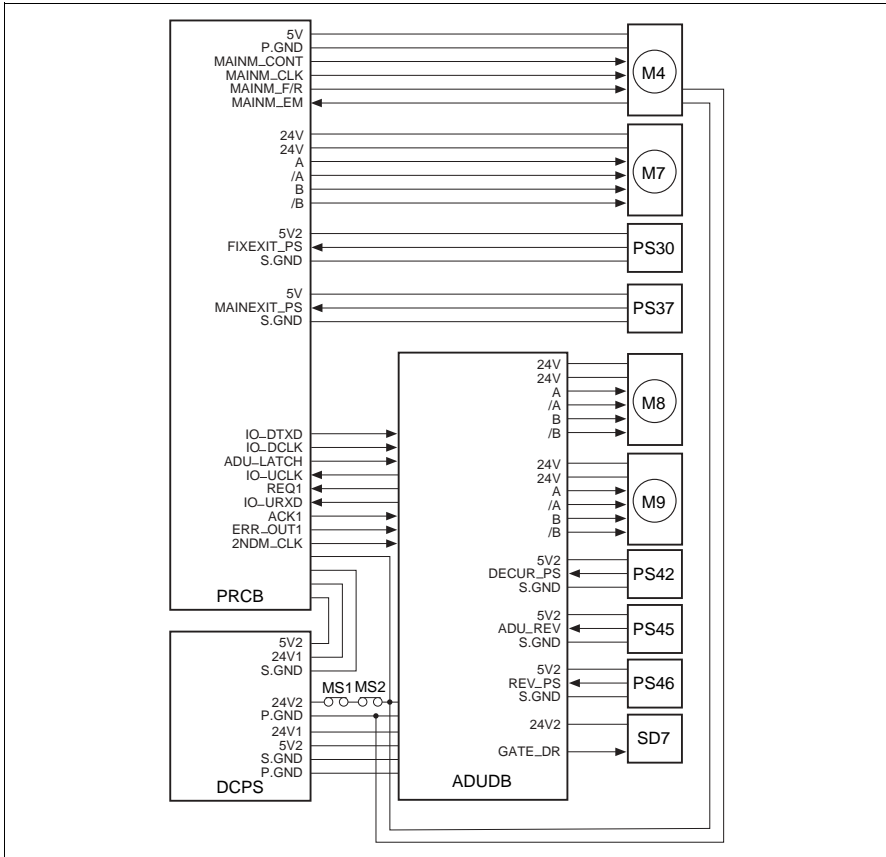 5V
P.GND
MAINM_CONT
MAINM_CLK
MAINM_F/R
MAINM_EM
M4
24V
24V
A
/A
B
/B
M7
5V2
FIXEXIT_PS
S.GND
PS30
5V
MAINEXIT_PS
S.GND
PS37
24V
24V
A
/A
B
/B
M8
IO_DTXD
IO_DCLK
ADU_LATCH
IO_UCLK
REQ1
IO_URXD
ACK1
ERR_OUT1
2NDM_CLK
PRCB
24V
24V
A
/A
B
/B
M9
5V2
DECUR_PS
S.GND
PS42
5V2
ADU_REV
S.GND
PS45
5V2
REV_PS
S.GND
PS46
24V2
GATE_DR
SD7
ADUDB
5V2
24V1
S.GND
24V2
MS1 MS2
P.GND
24V1
5V2
S.GND
P.GND
DCPS